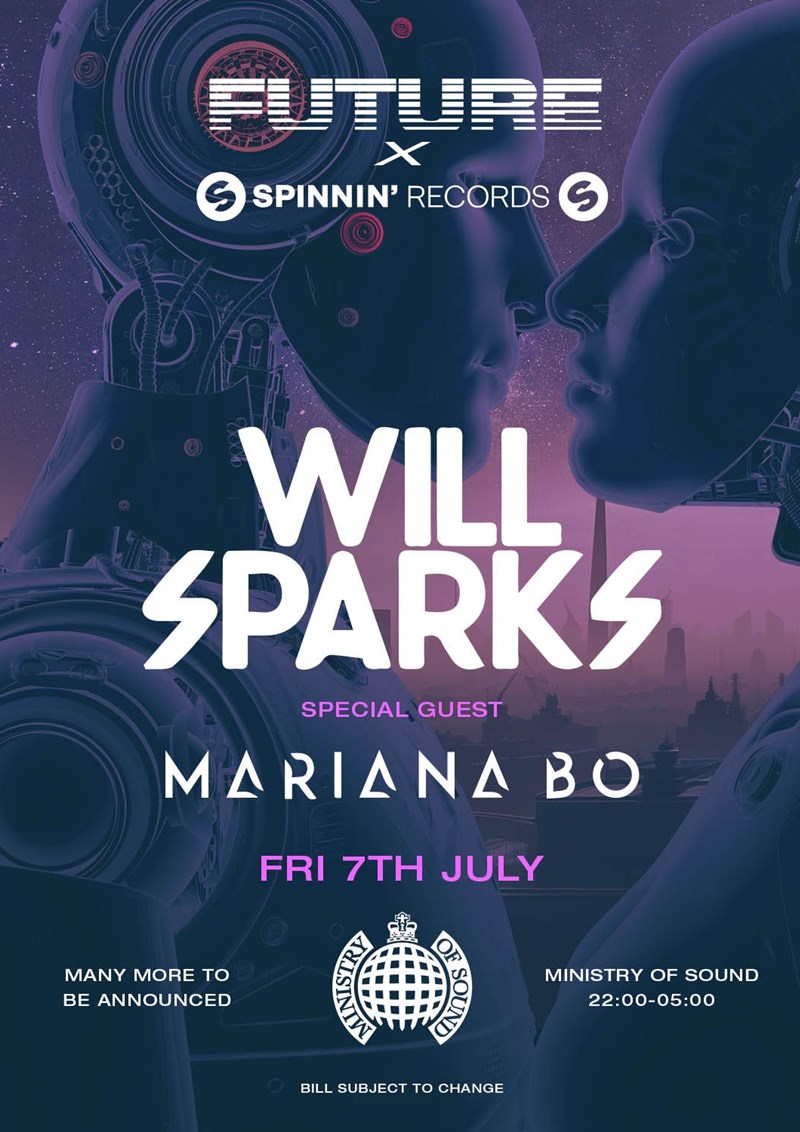 FUTURE
X
SPINNIN' RECORDS
WILL
SPARKS
SPECIAL GUEST
MARIANA BO
FRI 7TH JULY
MANY MORE TO
BE ANNOUNCED
MINISTRY OF SOUND
MINISTRY OF SOUND
22:00-05:00
BILL SUBJECT TO CHANGE